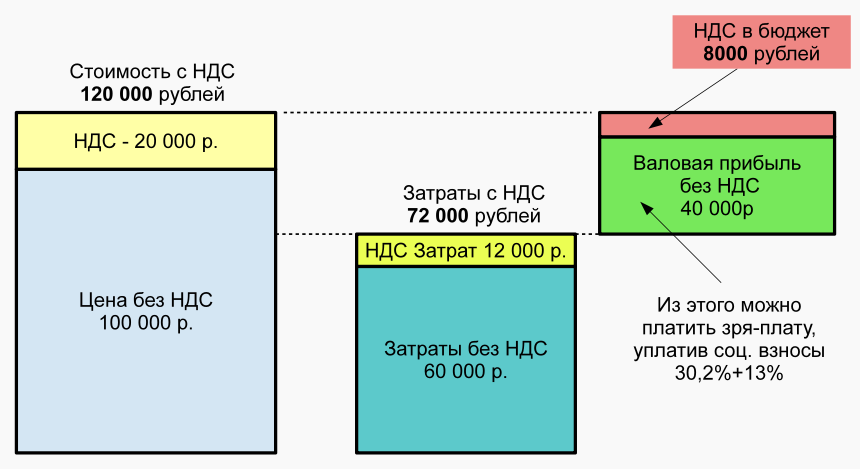 Стоимость с НДС
120 000 рублей
НДС - 20 000 р.
Цена без НДС
100 000 р.
Затраты с НДС
72 000 рублей
НДС Затрат 12 000 р.
Затраты без НДС
60 000 р.
НДС в бюджет
8000 рублей
Валовая прибыль
без НДС
40 000р
Из этого можно
платить зря-плату,
уплатив соц. взносы
30,2%+13%